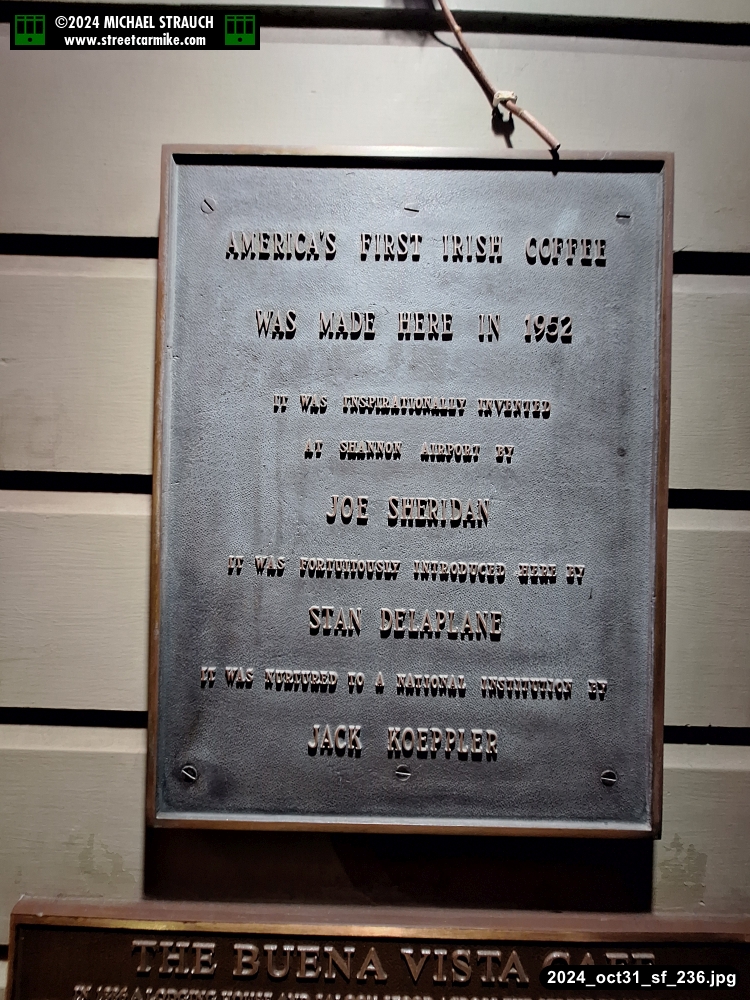 ©2024 MICHAEL STRAUCH
www.streetcarmike.com
AMERICA'S FIRST IRISH COFFEE
WAS MADE HERE IN 1952
IT WAS INSPIRATIONALLY INVENTED
AT SHANNON AIRPORT BY
JOE SHERIDAN
IT WAS FORTUITOUSLY INTRODUCED HERE BY
STAN DELAPLANE
IT WAS NURTURED TO A NATIONAL INSTITUTION BY
JACK KOEPPLER
THE BUENA VISTA CAFE
2024_oct31_sf_236.jpg